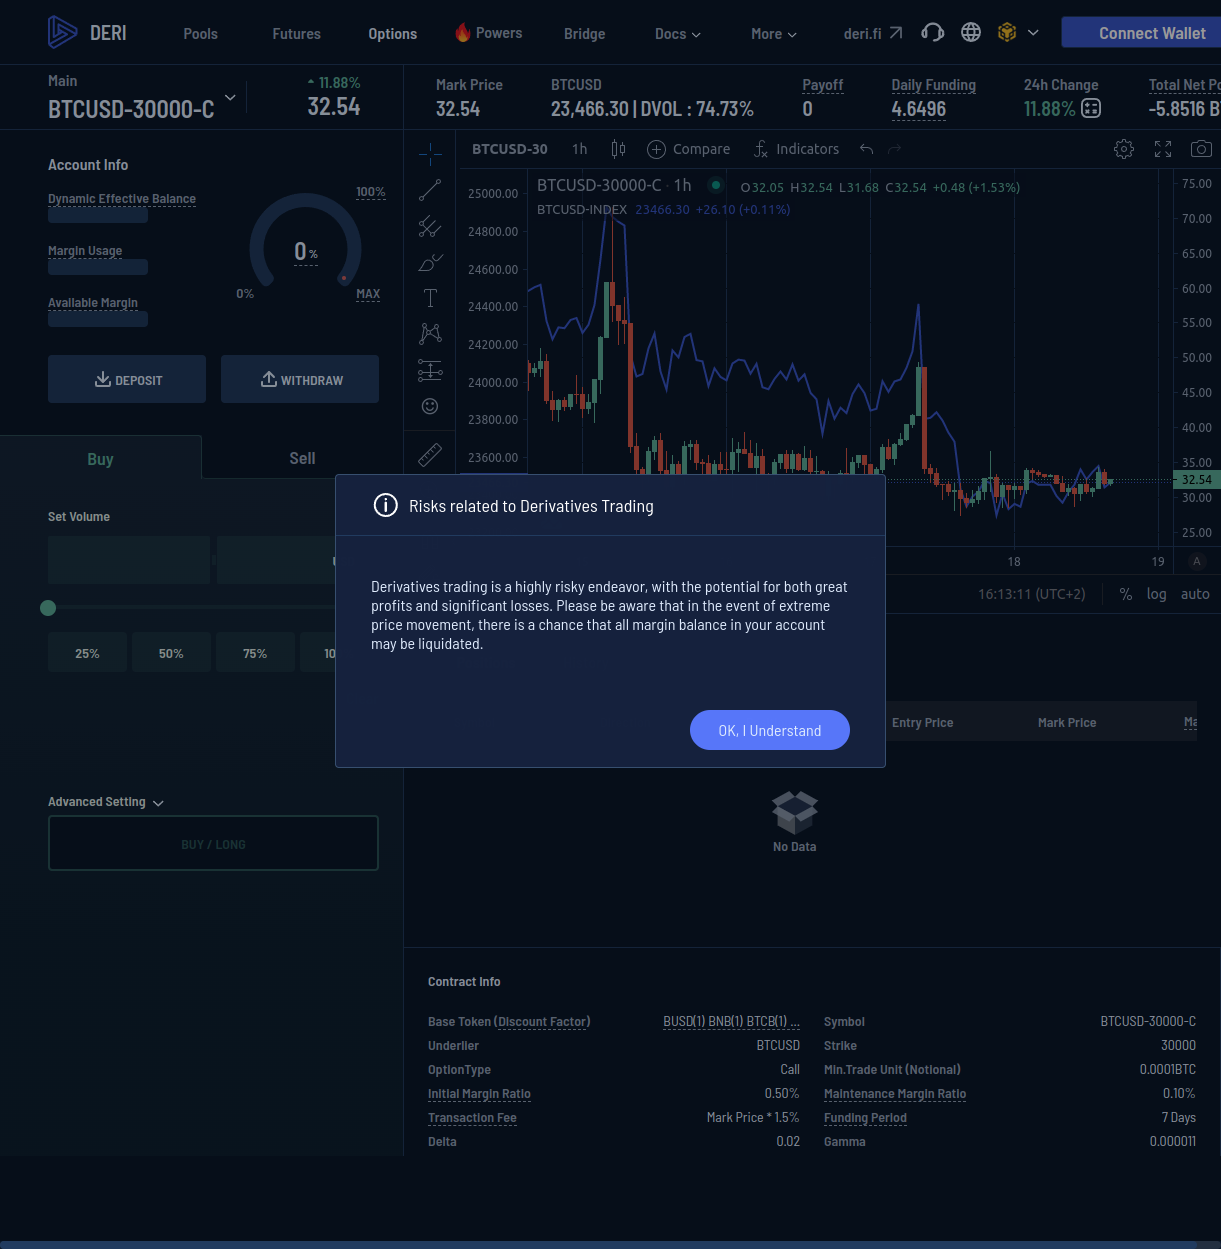 DERI
Pools
Futures
Options
Powers
Bridge
Docs
More
deri.fi
Connect Wallet
Main
BTCUSD-30000-C
11.88%
32.54
Mark Price
32.54
BTCUSD
23,466.30 | DVOL : 74.73%
Payoff
0
Daily Funding
4.6496
24h Change
11.88%
Total Net Po
-5.8516 B
Account Info
Dynamic Effective Balance
Margin Usage
Available Margin
100%
0 %
0%
MAX
DEPOSIT
WITHDRAW
Buy
Sell
Set Volume
25%
50%
75%
10
Advanced Setting
BUY / LONG
BTCUSD-30
1h
Compare
Indicators
BTCUSD-30000-C · 1h
O32.05 H32.54 L31.68 C32.54 +0.48 (+1.53%)
BTCUSD-INDEX 23466.30 +26.10 (+0.11%)
25000.00
24800.00
24600.00
24400.00
24200.00
24000.00
23800.00
23600.00
75.00
70.00
65.00
60.00
55.00
50.00
45.00
40.00
35.00
32.54
30.00
25.00
18
19
A
16:13:11 (UTC+2)
%
log
auto
Risks related to Derivatives Trading
Derivatives trading is a highly risky endeavor, with the potential for both great
profits and significant losses. Please be aware that in the event of extreme
price movement, there is a chance that all margin balance in your account
may be liquidated.
OK, I Understand
Entry Price
Mark Price
Ma
No Data
Contract Info
Base Token (Discount Factor)
BUSD(1) BNB(1) BTCB(1) ...
Symbol
BTCUSD-30000-C
Underlier
BTCUSD
Strike
30000
OptionType
Call
Min.Trade Unit (Notional)
0.0001BTC
Initial Margin Ratio
0.50%
Maintenance Margin Ratio
0.10%
Transaction Fee
Mark Price * 1.5%
Funding Period
7 Days
Delta
0.02
Gamma
0.000011